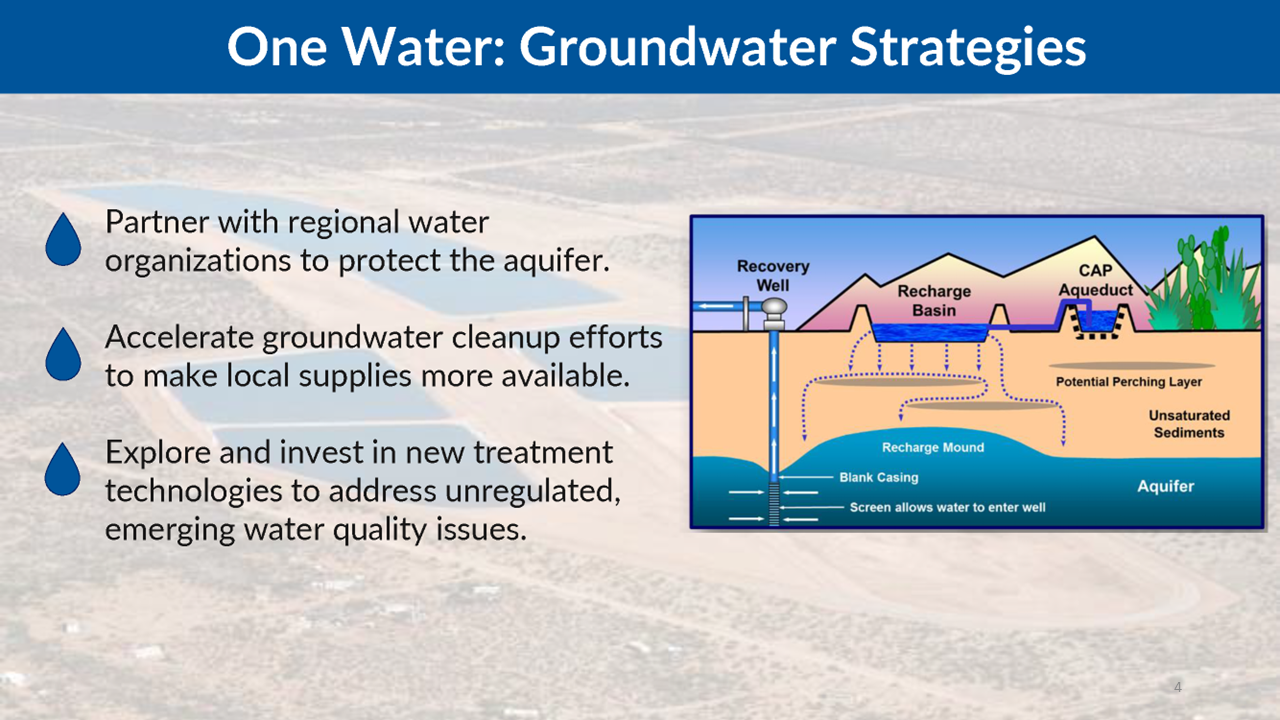 One Water: Groundwater Strategies
Partner with regional water
organizations to protect the aquifer.
Accelerate groundwater cleanup efforts
to make local supplies more available.
Explore and invest in new treatment
technologies to address unregulated,
emerging water quality issues.
Recovery
Well
Recharge
Basin
CAP
Aqueduct
Potential Perching Layer
Unsaturated
Sediments
Recharge Mound
Blank Casing
Aquifer
Screen allows water to enter well
4